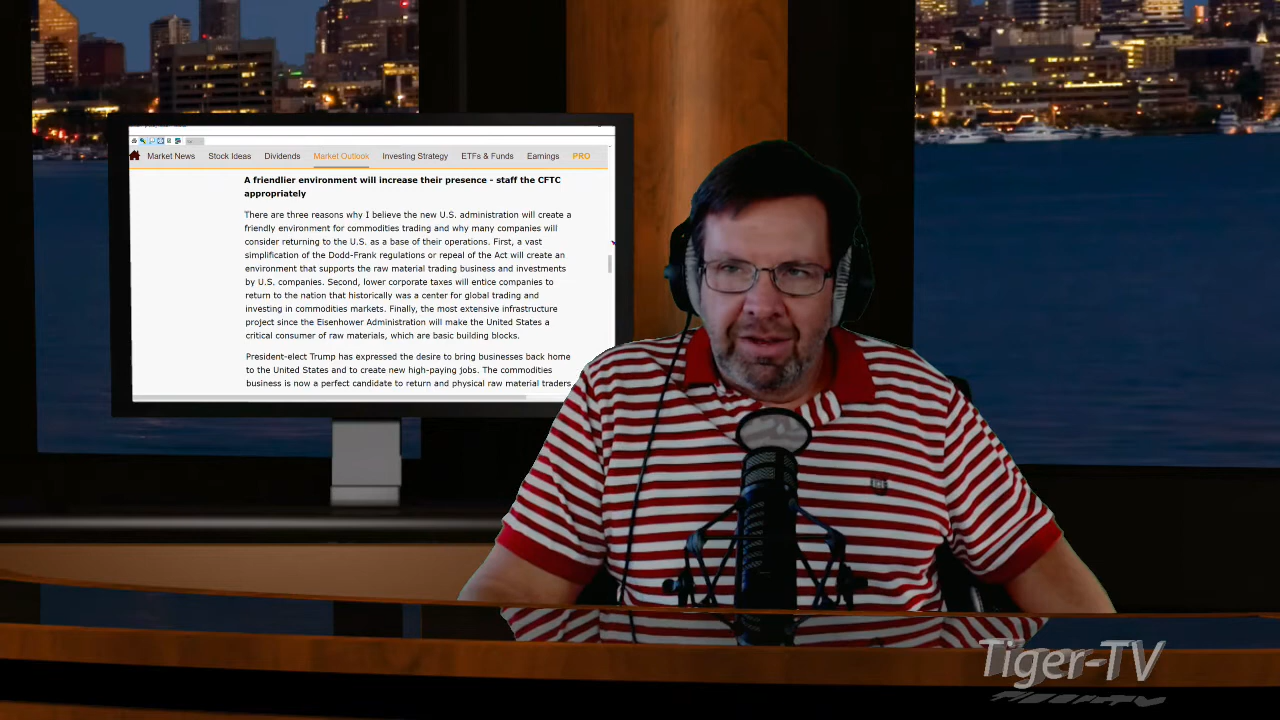 Market News Stock Ideas Dividends Market Outlook Investing Strategy ETFs & Funds Earnings PRO
A friendlier environment will increase their presence - staff the CFTC
appropriately
There are three reasons why I believe the new U.S. administration will create a
friendly environment for commodities trading and why many companies will
consider returning to the U.S. as a base of their operations. First, a vast
simplification of the Dodd-Frank regulations or repeal of the Act will create an
environment that supports the raw material trading business and investments
by U.S. companies. Second, lower corporate taxes will entice companies to
return to the nation that historically was a center for global trading and
investing in commodities markets. Finally, the most extensive infrastructure
project since the Eisenhower Administration will make the United States a
critical consumer of raw materials, which are basic building blocks.
President-elect Trump has expressed the desire to bring businesses back home
to the United States and to create new high-paying jobs. The commodities
business is now a perfect candidate to return and physical raw material traders
Tiger-TV